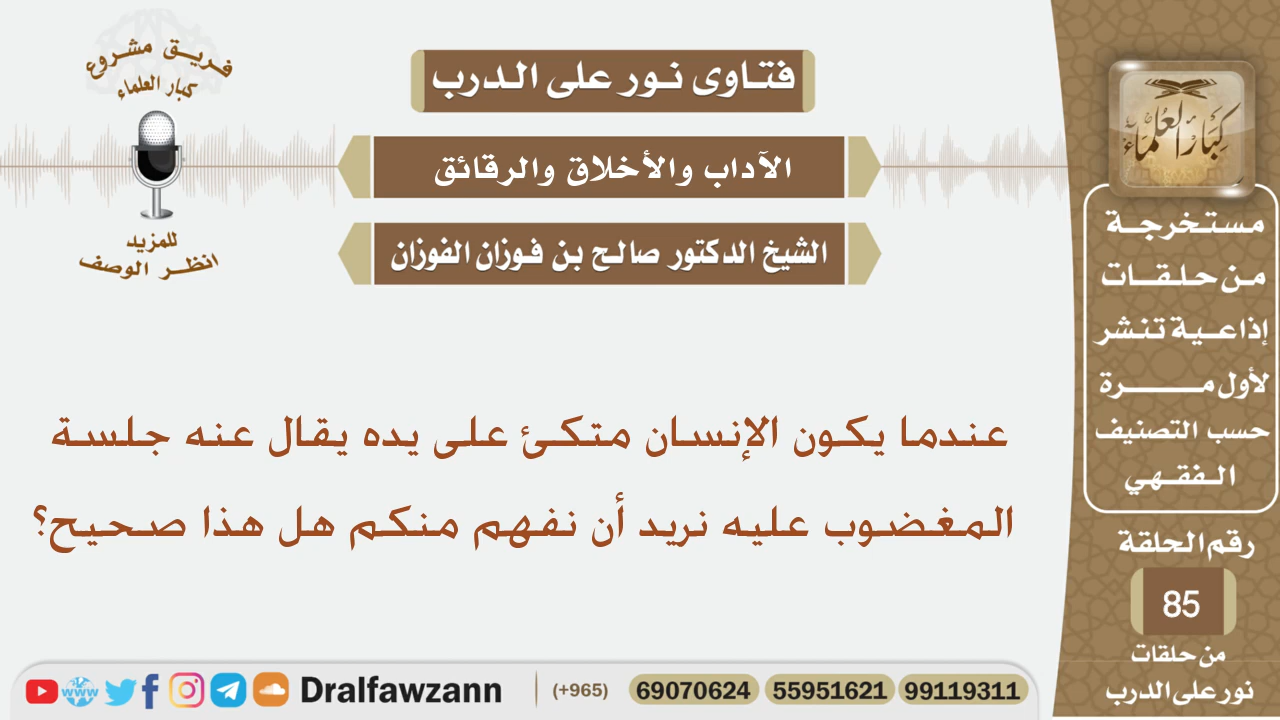 فتاوى نور على الدرب
الآداب والأخلاق والرقائق
الشيخ الدكتور صالح بن فوزان الفوزان
فريق مشروع
كبار العلماء
للمزيد
انظر الوصف
كبار العلماء
مستخرجة
من حلقات
إذاعية تنشر
لأول مرة
حسب التصنيف
الفقهي
رقم الحلقة
85
من حلقات
نور على الدرب
عندما يكون الإنسان متكئ على يده يقال عنه جلسة
المغضوب عليه نريد أن نفهم منكم هل هذا صحيح؟
www Dralfawzann (+965) 69070624 55951621 99119311